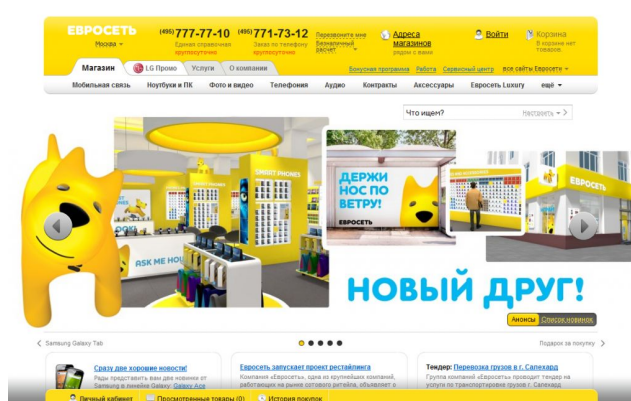 ЕВРОСЕТЬ
Москва
(495) 777-77-10
Единая справочная
круглосуточно
(495) 771-73-12
Заказ по телефону
круглосуточно
Перезвоните мне
Безналичный
расчет
Адреса
магазинов
рядом с вами
Войти
Корзина
В корзине нет
товаров.
Магазин
LG Промо
Услуги
О компании
Бонусная программа
Работа
Сервисный центр
все сайты Евросети
Мобильная связь
Ноутбуки и ПК
Фото и видео
Телефония
Аудио
Контракты
Аксессуары
Евросеть Luxury
ещё
Что ищем?
Настроить
SMART PHONES
SMART PHONES
ASK ME HOW
ДЕРЖИ
НОС ПО
ВЕТРУ!
ЕВРОСЕТЬ
ЕВРОСЕТЬ
НОВЫЙ ДРУГ!
Анонсы
Список новинок
Samsung Galaxy Tab
Подарок за покупку
Сразу две хорошие новости!
Рады представить вам две новинки от
Samsung в линейке Galaxy: Galaxy Ace
Евросеть запускает проект рестайлинга
Компания «Евросеть», одна из крупнейших компаний,
работающих на рынке сотового ритейла, объявляет о
Тендер: Перевозка грузов в г. Салехард
Группа компаний «Евросеть» проводит тендер на
услуги по транспортировке грузов г. Салехард
Личный кабинет
Просмотренные товары (0)
История покупок